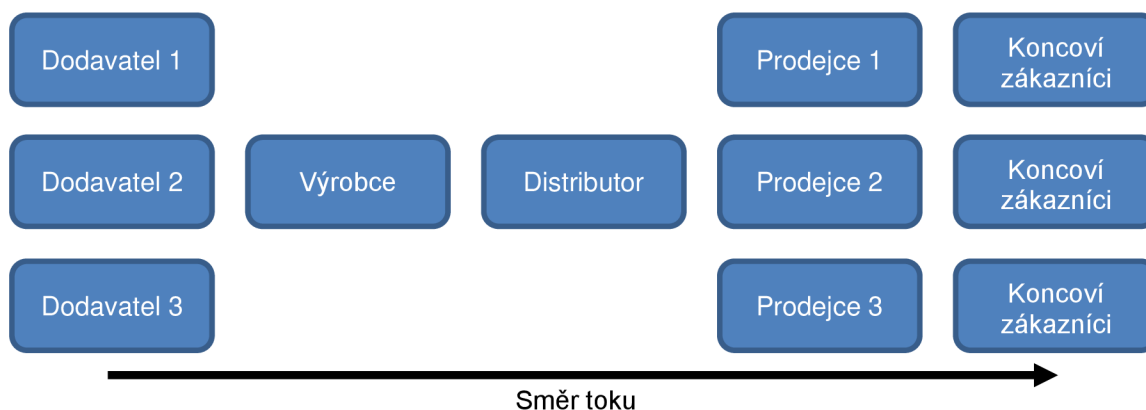 Dodavatel 1
Prodejce 1
Koncoví
zákazníci
Dodavatel 2
Výrobce
Distributor
Prodejce 2
Koncoví
zákazníci
Dodavatel 3
Prodejce 3
Koncoví
zákazníci
Směr toku